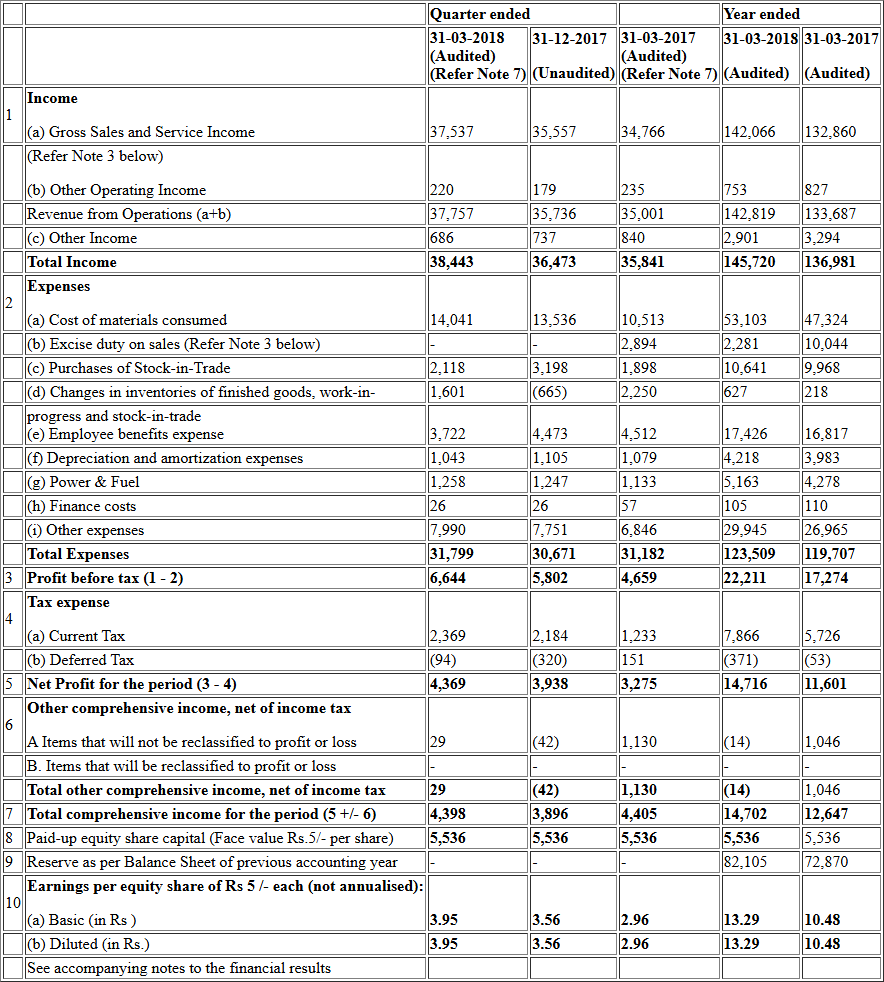 Quarter ended Year ended
31-03-2018 31-12-2017 31-03-2017 31-03-2018 31-03-2017
(Audited) (Audited)
(Refer Note 7) (Unaudited) (Refer Note 7) (Audited) (Audited)
Income
1
(a) Gross Sales and Service Income 37,537 35,557 34,766 142,066 132,860
(Refer Note 3 below)
(b) Other Operating Income 220 179 235 753 827
Revenue from Operations (a+b) 37,757 35,736 35,001 142,819 133,687
(c) Other Income 686 737 840 2,901 3,294
Total Income 38,443 36,473 35,841 145,720 136,981
Expenses
2
(a) Cost of materials consumed 14,041 13,536 10,513 53,103 47,324
(b) Excise duty on sales (Refer Note 3 below) - - 2,894 2,281 10,044
(c) Purchases of Stock-in-Trade 2,118 3,198 1,898 10,641 9,968
(d) Changes in inventories of finished goods, work-in- 1,601 (665) 2,250 627 218
progress and stock-in-trade
(e) Employee benefits expense 3,722 4,473 4,512 17,426 16,817
(f) Depreciation and amortization expenses 1,043 1,105 1,079 4,218 3,983
(g) Power & Fuel 1,258 1,247 1,133 5,163 4,278
(h) Finance costs 26 26 57 105 110
(i) Other expenses 7,990 7,751 6,846 29,945 26,965
Total Expenses 31,799 30,671 31,182 123,509 119,707
3 Profit before tax (1 - 2) 6,644 5,802 4,659 22,211 17,274
Tax expense
4
(a) Current Tax 2,369 2,184 1,233 7,866 5,726
(b) Deferred Tax (94) (320) 151 (371) (53)
5 Net Profit for the period (3 - 4) 4,369 3,938 3,275 14,716 11,601
Other comprehensive income, net of income tax
6
A Items that will not be reclassified to profit or loss 29 (42) 1,130 (14) 1,046
B. Items that will be reclassified to profit or loss - - - - -
Total other comprehensive income, net of income tax 29 (42) 1,130 (14) 1,046
7 Total comprehensive income for the period (5 +/- 6) 4,398 3,896 4,405 14,702 12,647
8 Paid-up equity share capital (Face value Rs.5/- per share) 5,536 5,536 5,536 5,536 5,536
9 Reserve as per Balance Sheet of previous accounting year - - - 82,105 72,870
Earnings per equity share of Rs 5 /- each (not annualised):
10
(a) Basic (in Rs ) 3.95 3.56 2.96 13.29 10.48
(b) Diluted (in Rs.) 3.95 3.56 2.96 13.29 10.48
See accompanying notes to the financial results